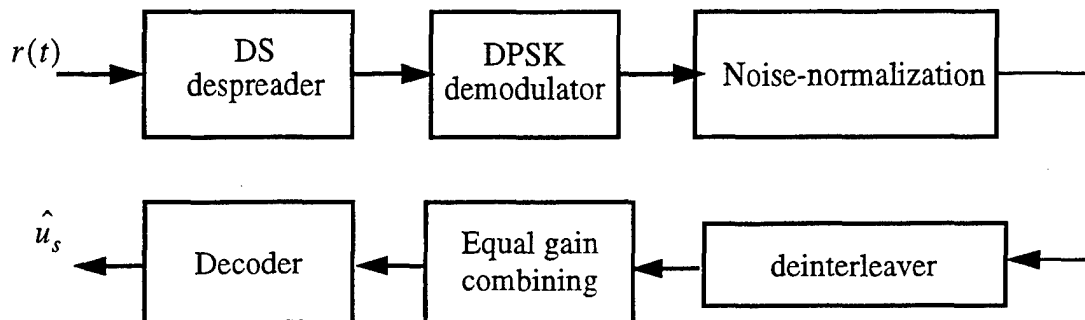 r(t)
DS
despreader
DPSK
demodulator
Noise-normalization
û_s
Decoder
Equal gain
combining
deinterleaver